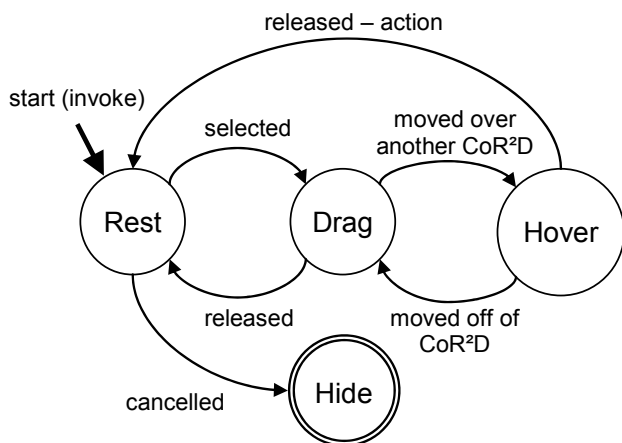 released – action
start (invoke)
selected
moved over
another CoR²D
Rest
Drag
Hover
released
moved off of
CoR²D
Hide
cancelled